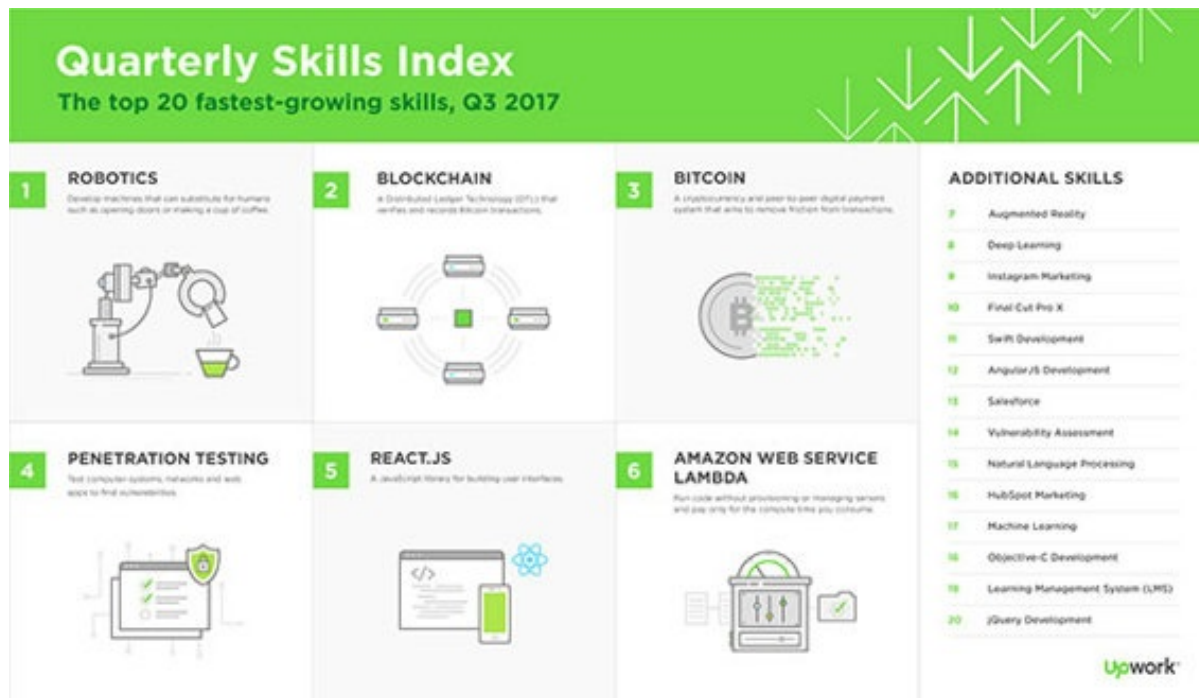 Quarterly Skills Index
The top 20 fastest-growing skills, Q3 2017
1
ROBOTICS
Develop machines that can substitute for humans
such as opening doors or making a cup of coffee.
2
BLOCKCHAIN
A Distributed Ledger Technology (DTL) that
verifies and records Bitcoin transactions.
3
BITCOIN
A cryptocurrency and peer-to-peer digital payment
system that aims to remove friction from transactions.
4
PENETRATION TESTING
Test computer systems, networks and web
apps to find vulnerabilities.
5
REACT.JS
A JavaScript library for building user interfaces.
</>
6
AMAZON WEB SERVICE
LAMBDA
Run code without provisioning or managing servers
and pay only for the compute time you consume.
ADDITIONAL SKILLS
7 Augmented Reality
8 Deep Learning
9 Instagram Marketing
10 Final Cut Pro X
11 Swift Development
12 AngularJS Development
13 Salesforce
14 Vulnerability Assessment
15 Natural Language Processing
16 HubSpot Marketing
17 Machine Learning
18 Objective-C Development
19 Learning Management System (LMS)
20 jQuery Development
Upwork